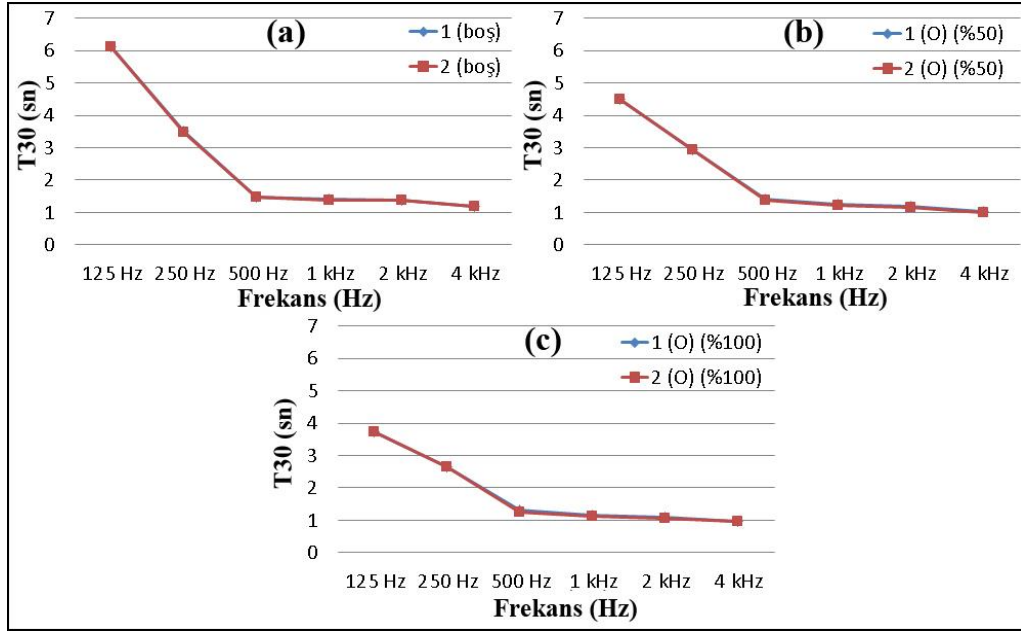 (a)
1 (boş)
2 (boş)
T30 (sn)
7
6
5
4
3
2
1
0
125 Hz 250 Hz 500 Hz 1 kHz 2 kHz 4 kHz
Frekans (Hz)
(b)
1 (O) (%50)
2 (O) (%50)
T30 (sn)
7
6
5
4
3
2
1
0
125 Hz 250 Hz 500 Hz 1 kHz 2 kHz 4 kHz
Frekans (Hz)
(c)
1 (O) (%100)
2 (O) (%100)
T30 (sn)
7
6
5
4
3
2
1
0
125 Hz 250 Hz 500 Hz 1 kHz 2 kHz 4 kHz
Frekans (Hz)